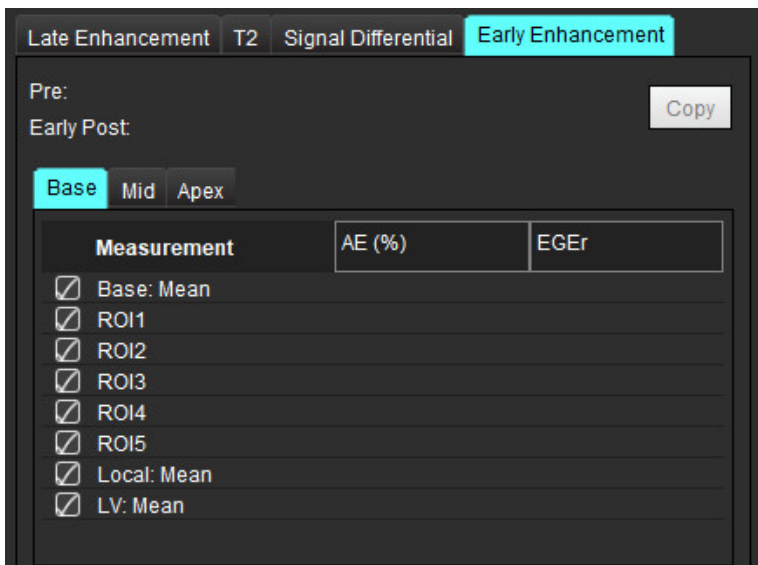 Late Enhancement T2 Signal Differential Early Enhancement
Pre:
Copy
Early Post:
Base Mid Apex
Measurement AE (%) EGEr
Base: Mean
ROI1
ROI2
ROI3
ROI4
ROI5
Local: Mean
LV: Mean